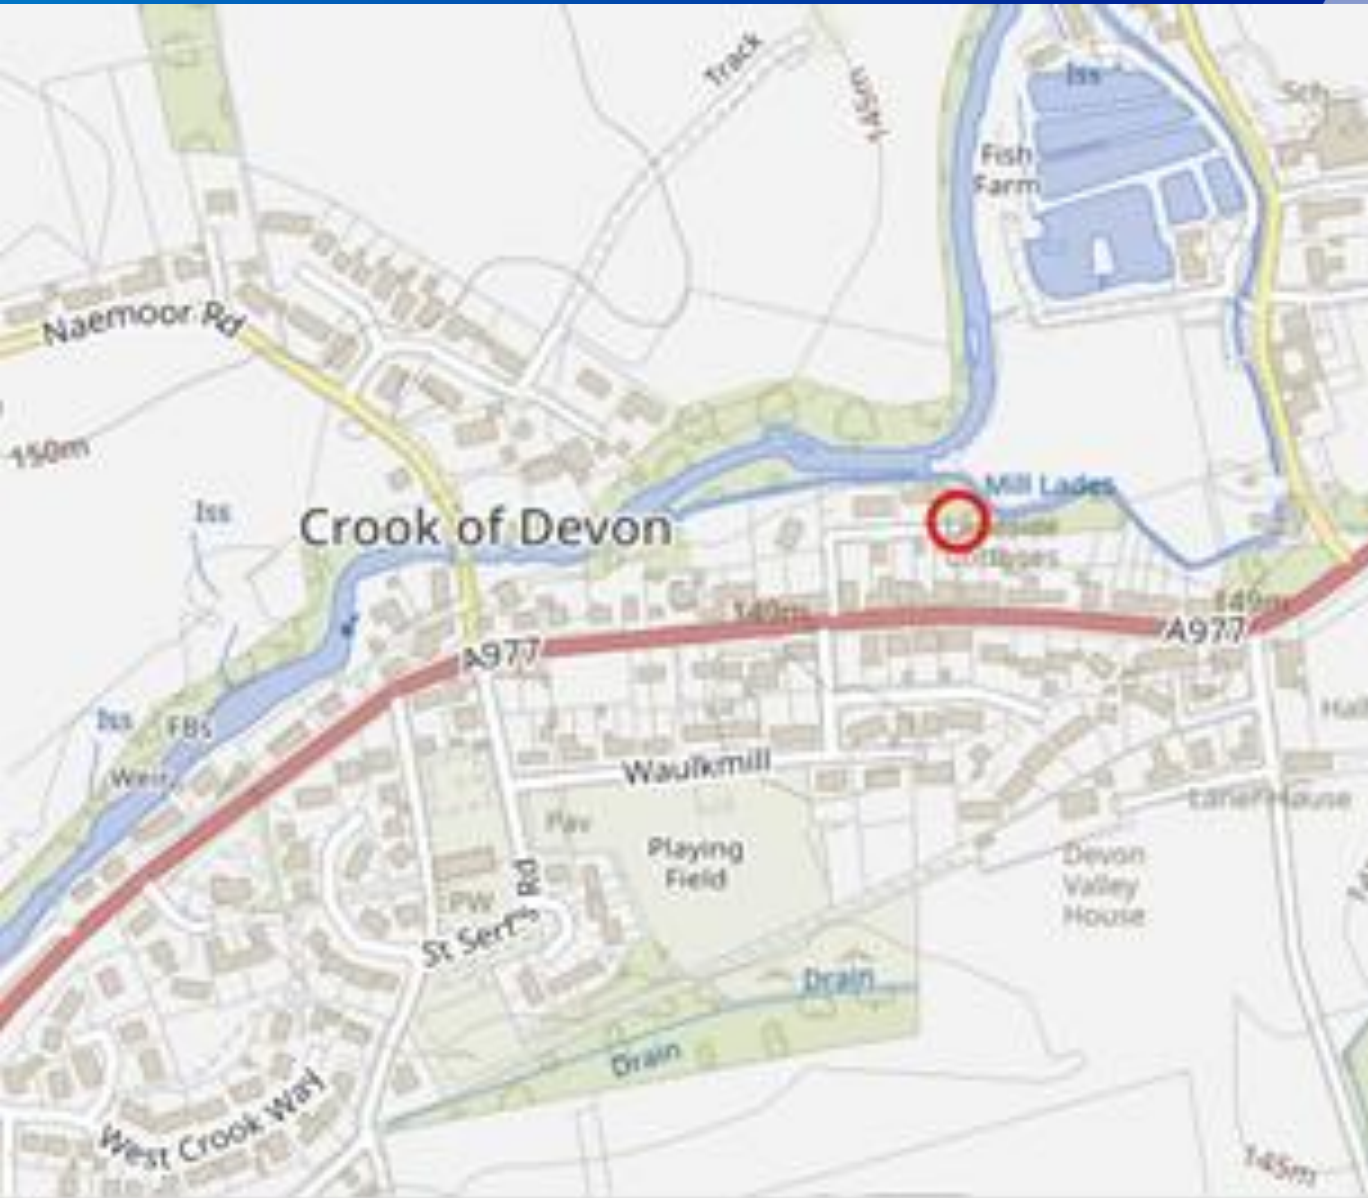 Track
145m
Iss
Sch
Fish
Farm
Naemoor Rd
150m
Iss
Mill Lades
Crook of Devon
149m
149m
A977
A977
Iss
FBs
Weir
Waulkmill
Pav
Playing
Field
PW
St Serf's Rd
Devon
Valley
House
Drain
Drain
West Crook Way
145m